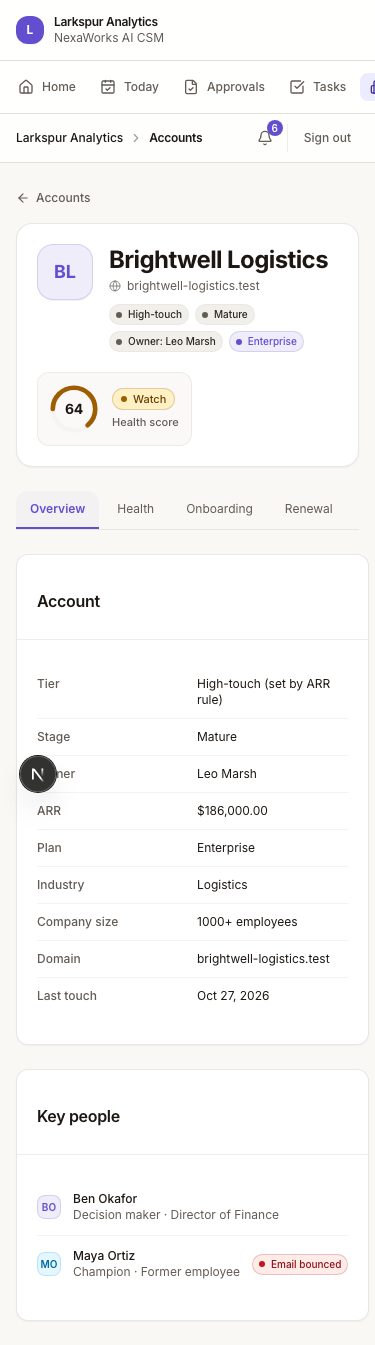 L
Larkspur Analytics
NexaWorks AI CSM
Home Today Approvals Tasks
Larkspur Analytics > Accounts 6 Sign out
← Accounts
BL
Brightwell Logistics
brightwell-logistics.test
High-touch Mature
Owner: Leo Marsh Enterprise
64
Watch
Health score
Overview Health Onboarding Renewal
Account
Tier High-touch (set by ARR
rule)
Stage Mature
ner Leo Marsh
N
ARR $186,000.00
Plan Enterprise
Industry Logistics
Company size 1000+ employees
Domain brightwell-logistics.test
Last touch Oct 27, 2026
Key people
BO
Ben Okafor
Decision maker · Director of Finance
MO
Maya Ortiz
Champion · Former employee
Email bounced